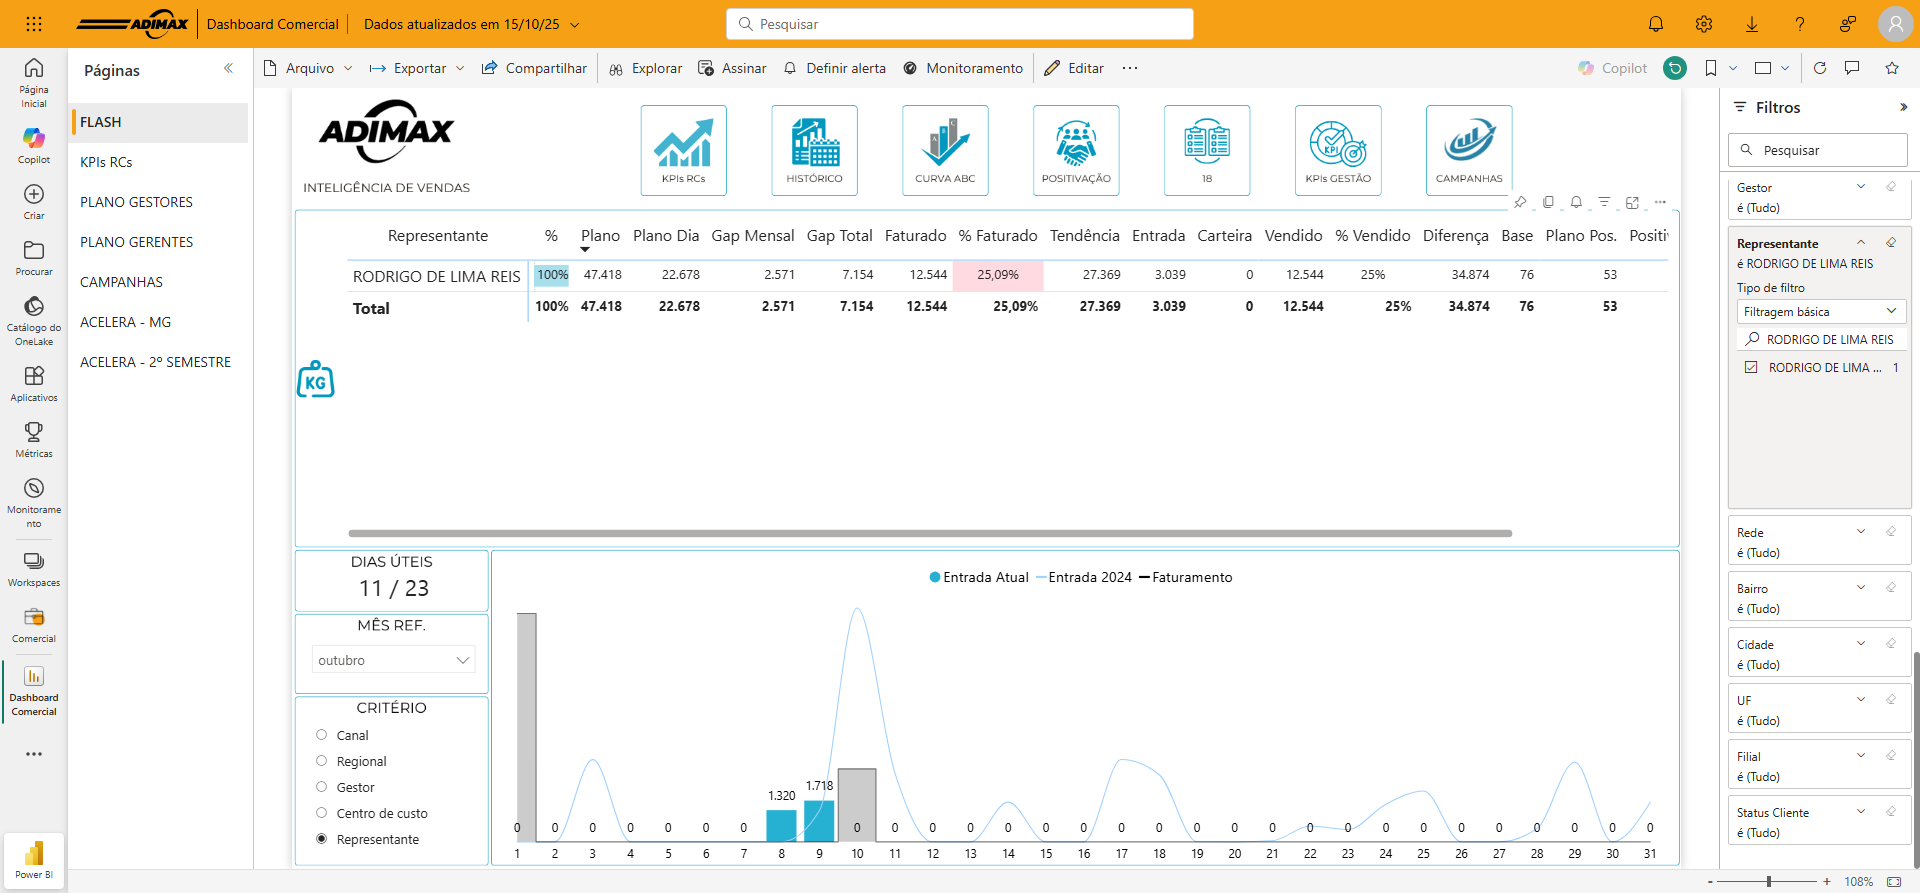 ADIMAX
Dashboard Comercial
Dados atualizados em 15/10/25
Pesquisar
Página Inicial
Copilot
Criar
Procurar
Catálogo do OneLake
Aplicativos
Métricas
Monitoramento
Workspaces
Comercial
Dashboard Comercial
Power BI
Páginas
FLASH
KPIs RCs
PLANO GESTORES
PLANO GERENTES
CAMPANHAS
ACELERA - MG
ACELERA - 2º SEMESTRE
Arquivo
Exportar
Compartilhar
Explorar
Assinar
Definir alerta
Monitoramento
Editar
Copilot
ADIMAX
INTELIGÊNCIA DE VENDAS
KPIs RCs
HISTÓRICO
A B C
CURVA ABC
POSITIVAÇÃO
18
KPI
KPIs GESTÃO
CAMPANHAS
Representante % Plano Plano Dia Gap Mensal Gap Total Faturado % Faturado Tendência Entrada Carteira Vendido % Vendido Diferença Base Plano Pos. Positiv
RODRIGO DE LIMA REIS 100% 47.418 22.678 2.571 7.154 12.544 25,09% 27.369 3.039 0 12.544 25% 34.874 76 53
Total 100% 47.418 22.678 2.571 7.154 12.544 25,09% 27.369 3.039 0 12.544 25% 34.874 76 53
KG
DIAS ÚTEIS
11 / 23
MÊS REF.
outubro
CRITÉRIO
Canal
Regional
Gestor
Centro de custo
Representante
Entrada Atual Entrada 2024 Faturamento
1.320 1.718
0 0 0 0 0 0 0 0 0 0 0 0 0 0 0 0 0 0 0 0 0 0 0 0 0 0 0 0 0
1 2 3 4 5 6 7 8 9 10 11 12 13 14 15 16 17 18 19 20 21 22 23 24 25 26 27 28 29 30 31
Filtros
Pesquisar
Gestor
é (Tudo)
Representante
é RODRIGO DE LIMA REIS
Tipo de filtro
Filtragem básica
RODRIGO DE LIMA REIS
RODRIGO DE LIMA ... 1
Rede
é (Tudo)
Bairro
é (Tudo)
Cidade
é (Tudo)
UF
é (Tudo)
Filial
é (Tudo)
Status Cliente
é (Tudo)
- + 108%